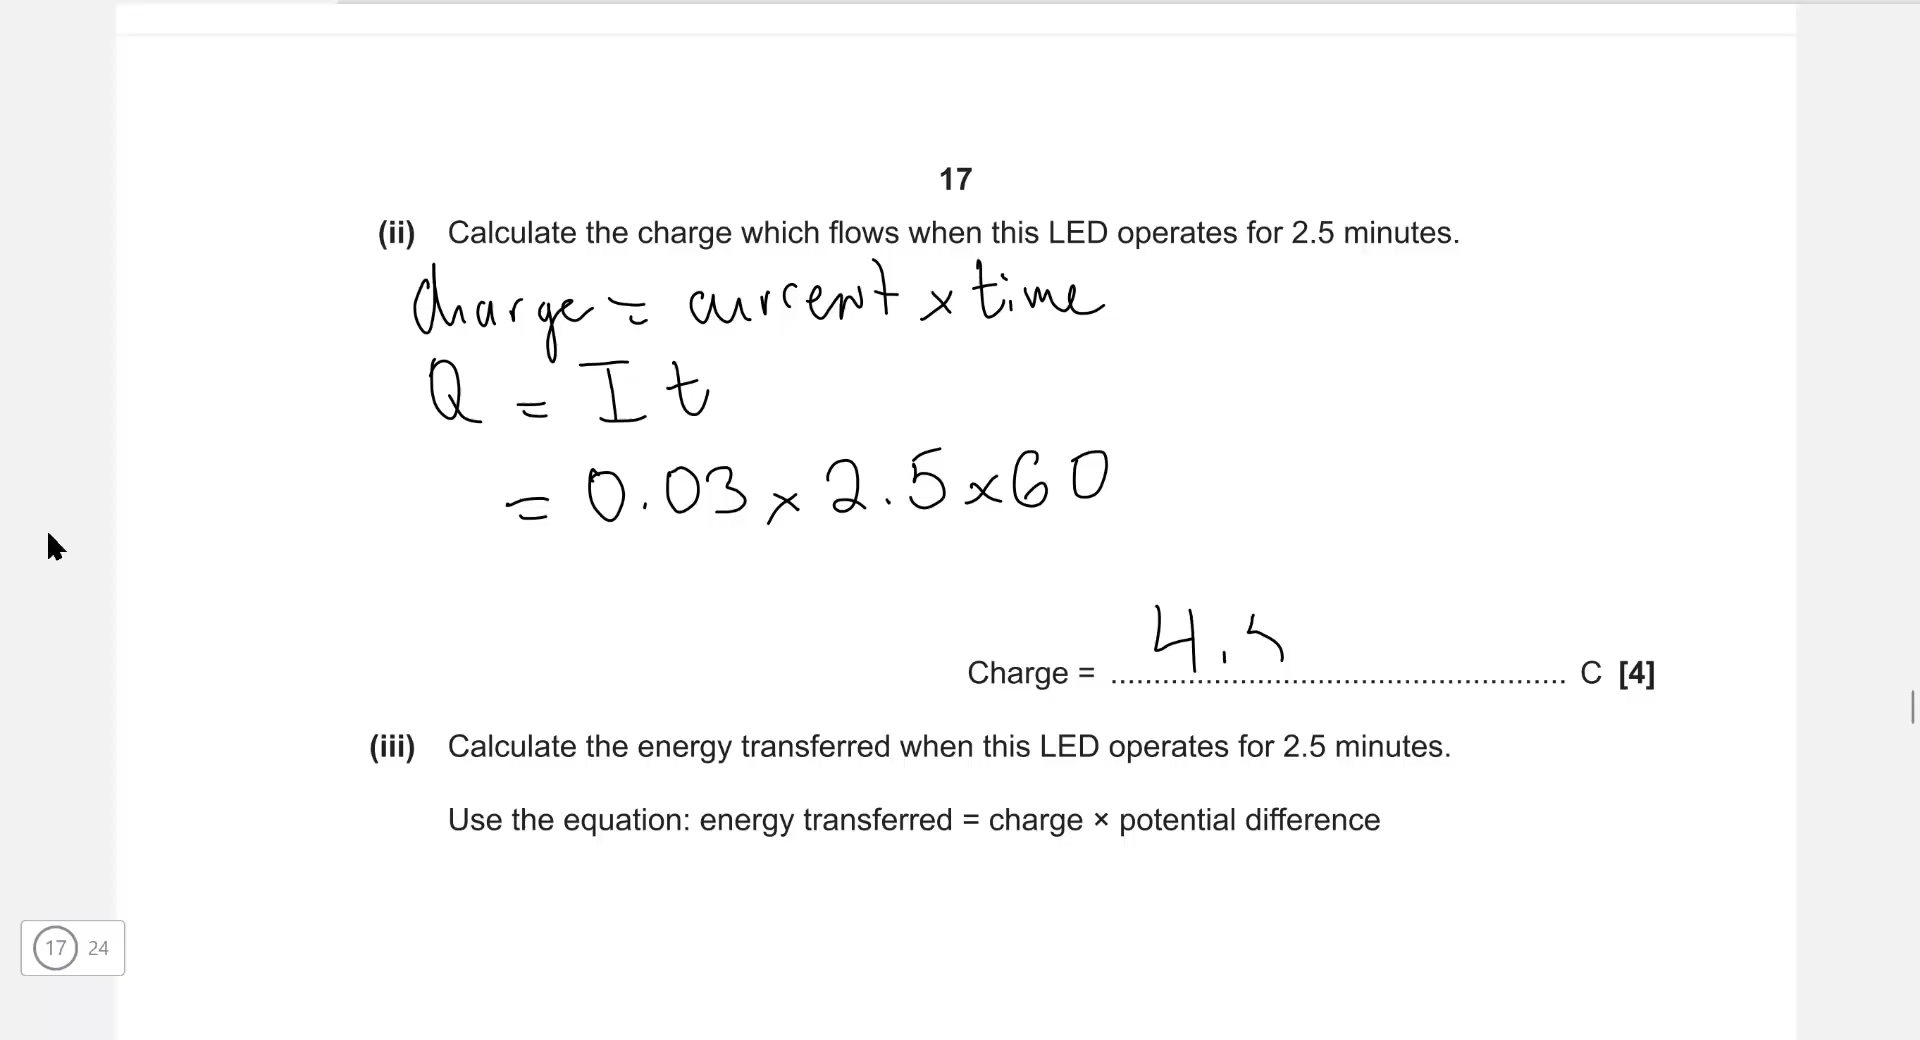 17
(ii) Calculate the charge which flows when this LED operates for 2.5 minutes.
charge = current × time
Q = I t
= 0.03 × 2.5 × 60
Charge = 4.5 C [4]
(iii) Calculate the energy transferred when this LED operates for 2.5 minutes.
Use the equation: energy transferred = charge × potential difference
17 24